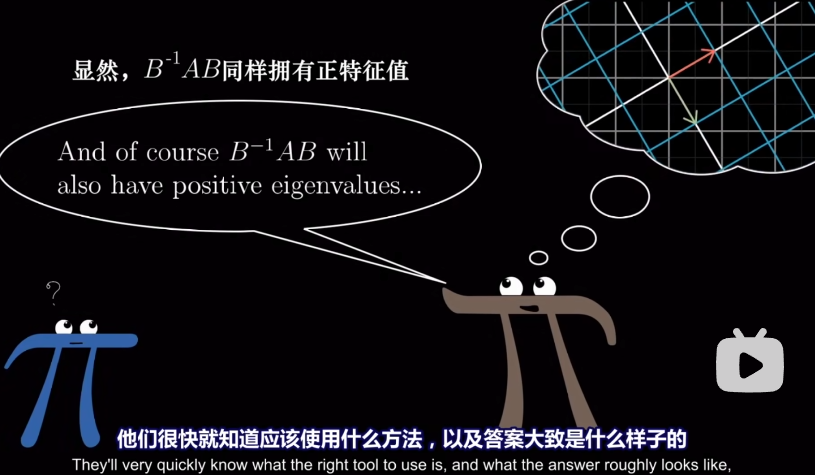 显然，B⁻¹AB同样拥有正特征值
And of course B⁻¹AB will
also have positive eigenvalues...
?
他们很快就知道应该使用什么方法，以及答案大致是什么样子的
They'll very quickly know what the right tool to use is, and what the answer roughly looks like,